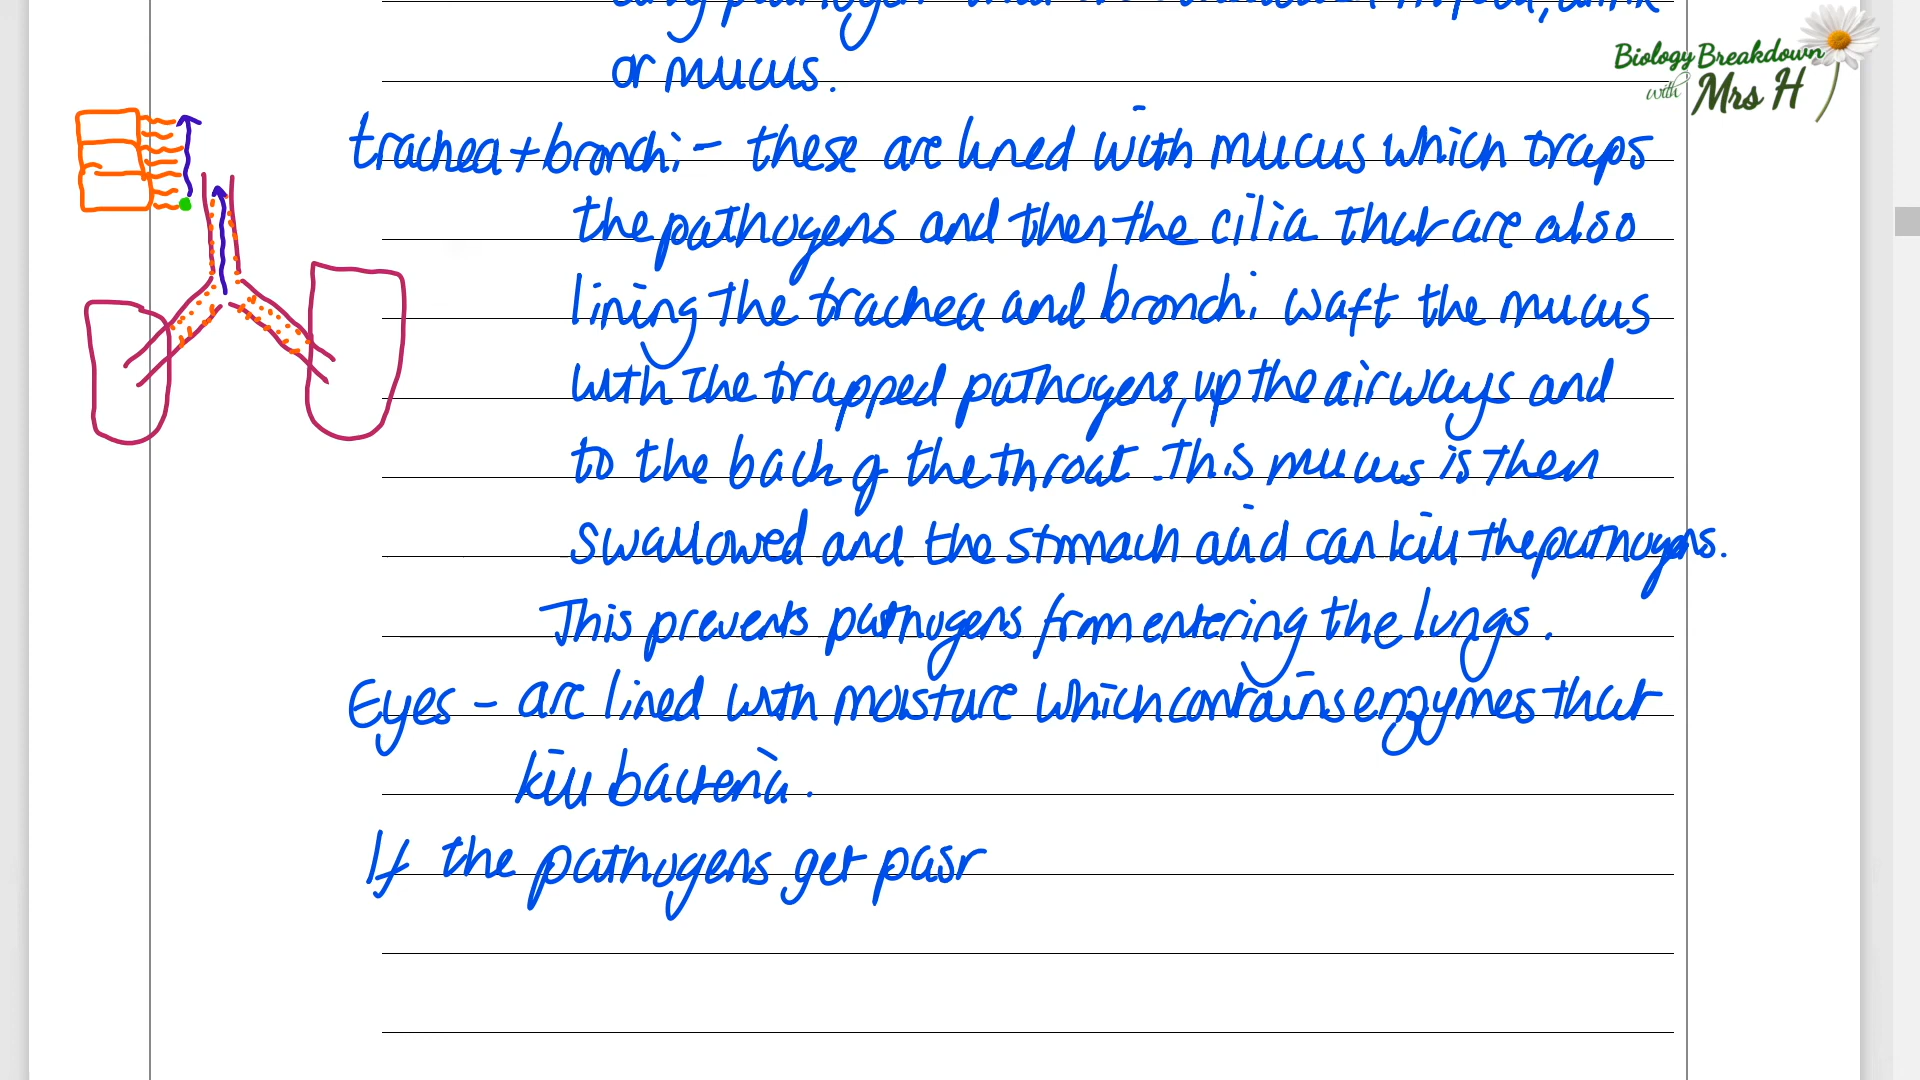 or mucus.
Biology Breakdown
with Mrs H
trachea + bronchi - these are lined with mucus which traps
the pathogens and then the cilia that are also
lining the trachea and bronchi waft the mucus
with the trapped pathogens, up the airways and
to the back of the throat. This mucus is then
swallowed and the stomach acid can kill the pathogens.
This prevents pathogens from entering the lungs.
Eyes - are lined with moisture which contains enzymes that
kill bacteria.
If the pathogens get past